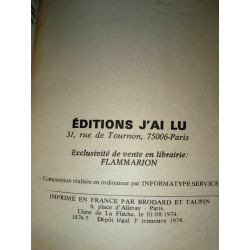 ÉDITIONS J'AI LU
31, rue de Tournon, 75006-Paris
Exclusivité de vente en librairie:
FLAMMARION
Composition réalisée en ordinateur par INFORMATYPE SERVICE
IMPRIMÉ EN FRANCE PAR BRODARD ET TAUPIN
6, place d'Alleray - Paris.
Usine de La Flèche, le 01-08-1974.
1876-5 Dépôt légal 3e trimestre 1974.